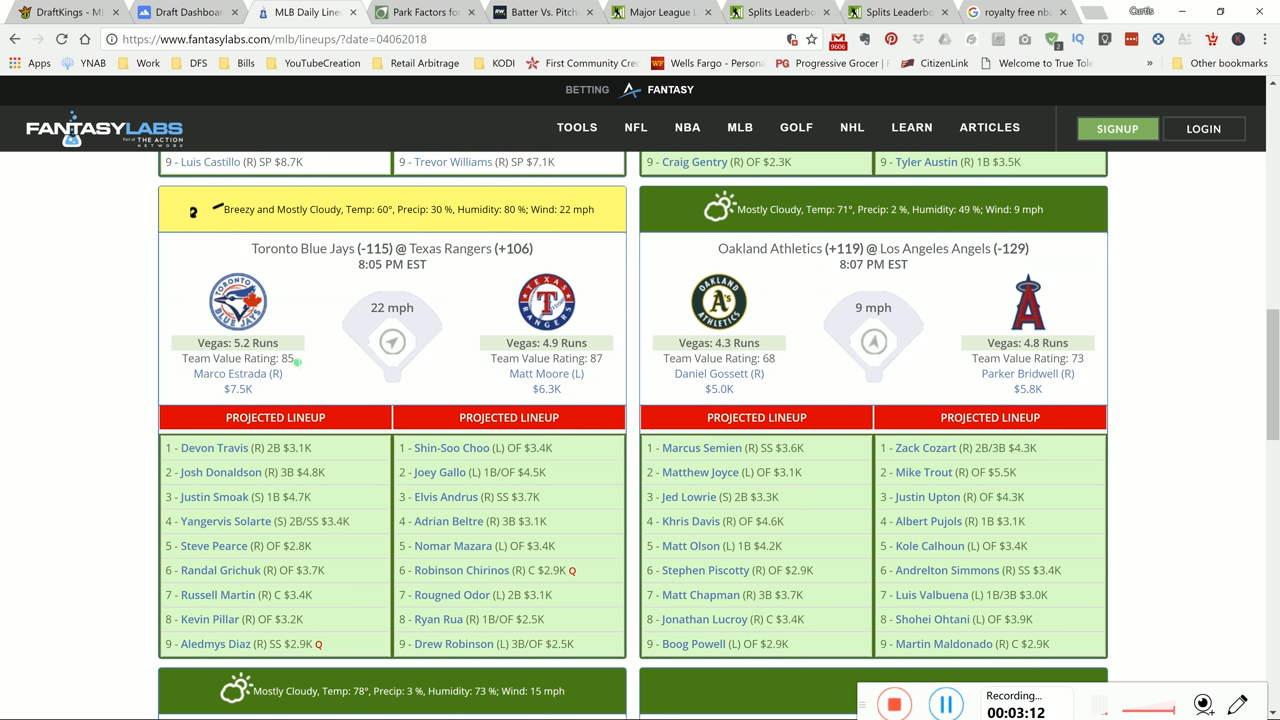 DraftKings - Mi
Draft Dashboar
MLB Daily Line
Park Factors for
Batter Vs. Pitch
Major League L
Splits Leaderbo
Splits Leaderbo
royalty free nba
Curtis
https://www.fantasylabs.com/mlb/lineups/?date=04062018
9606
2
IQ
K
Apps
YNAB
Work
DFS
Bills
YouTubeCreation
Retail Arbitrage
KODI
First Community Cre
Wells Fargo - Persona
PG Progressive Grocer |
CitizenLink
Welcome to True Tole
»
Other bookmarks
BETTING
FANTASY
FANTASYLABS
Part of THE ACTION NETWORK
TOOLS
NFL
NBA
MLB
GOLF
NHL
LEARN
ARTICLES
SIGNUP
LOGIN
9 - Luis Castillo (R) SP $8.7K
9 - Trevor Williams (R) SP $7.1K
9 - Craig Gentry (R) OF $2.3K
9 - Tyler Austin (R) 1B $3.5K
Breezy and Mostly Cloudy, Temp: 60°, Precip: 30 %, Humidity: 80 %; Wind: 22 mph
Toronto Blue Jays (-115) @ Texas Rangers (+106)
8:05 PM EST
22 mph
Vegas: 5.2 Runs
Team Value Rating: 85
Marco Estrada (R)
$7.5K
Vegas: 4.9 Runs
Team Value Rating: 87
Matt Moore (L)
$6.3K
PROJECTED LINEUP
PROJECTED LINEUP
1 - Devon Travis (R) 2B $3.1K
2 - Josh Donaldson (R) 3B $4.8K
3 - Justin Smoak (S) 1B $4.7K
4 - Yangervis Solarte (S) 2B/SS $3.4K
5 - Steve Pearce (R) OF $2.8K
6 - Randal Grichuk (R) OF $3.7K
7 - Russell Martin (R) C $3.4K
8 - Kevin Pillar (R) OF $3.2K
9 - Aledmys Diaz (R) SS $2.9K Q
1 - Shin-Soo Choo (L) OF $3.4K
2 - Joey Gallo (L) 1B/OF $4.5K
3 - Elvis Andrus (R) SS $3.7K
4 - Adrian Beltre (R) 3B $3.1K
5 - Nomar Mazara (L) OF $3.4K
6 - Robinson Chirinos (R) C $2.9K Q
7 - Rougned Odor (L) 2B $3.1K
8 - Ryan Rua (R) 1B/OF $2.5K
9 - Drew Robinson (L) 3B/OF $2.5K
Mostly Cloudy, Temp: 71°, Precip: 2 %, Humidity: 49 %; Wind: 9 mph
Oakland Athletics (+119) @ Los Angeles Angels (-129)
8:07 PM EST
9 mph
OAKLAND ATHLETICS
Vegas: 4.3 Runs
Team Value Rating: 68
Daniel Gossett (R)
$5.0K
Vegas: 4.8 Runs
Team Value Rating: 73
Parker Bridwell (R)
$5.8K
PROJECTED LINEUP
PROJECTED LINEUP
1 - Marcus Semien (R) SS $3.6K
2 - Matthew Joyce (L) OF $3.1K
3 - Jed Lowrie (S) 2B $3.3K
4 - Khris Davis (R) OF $4.6K
5 - Matt Olson (L) 1B $4.2K
6 - Stephen Piscotty (R) OF $2.9K
7 - Matt Chapman (R) 3B $3.7K
8 - Jonathan Lucroy (R) C $3.4K
9 - Boog Powell (L) OF $2.9K
1 - Zack Cozart (R) 2B/3B $4.3K
2 - Mike Trout (R) OF $5.5K
3 - Justin Upton (R) OF $4.3K
4 - Albert Pujols (R) 1B $3.1K
5 - Kole Calhoun (L) OF $3.4K
6 - Andrelton Simmons (R) SS $3.4K
7 - Luis Valbuena (L) 1B/3B $3.0K
8 - Shohei Ohtani (L) OF $3.9K
9 - Martin Maldonado (R) C $2.9K
Mostly Cloudy, Temp: 78°, Precip: 3 %, Humidity: 73 %; Wind: 15 mph
Recording...
00:03:12